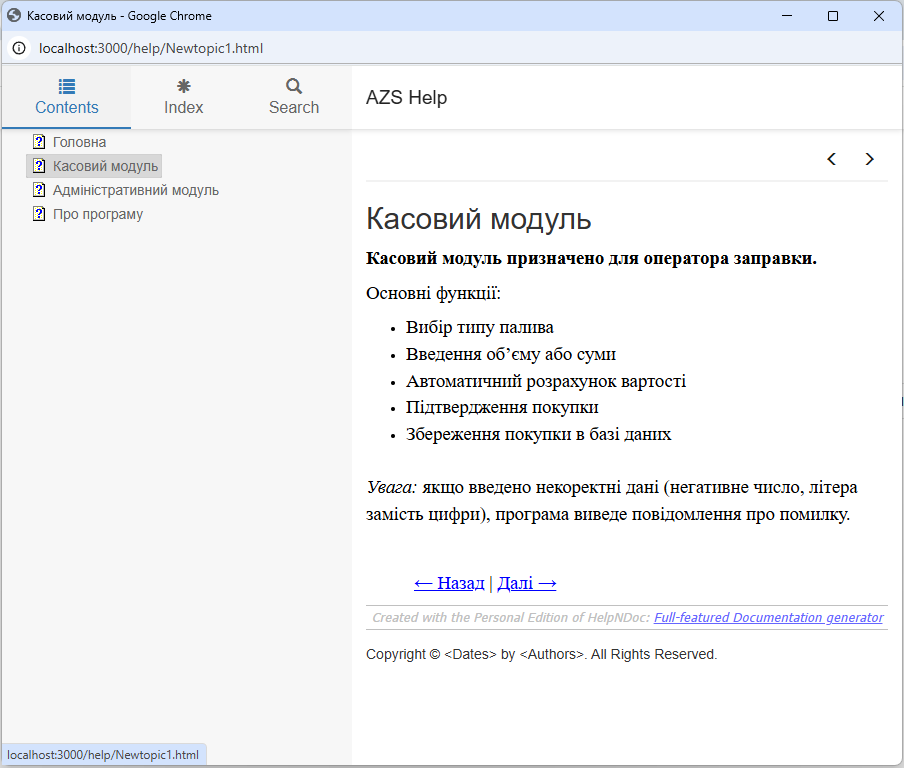 Касовий модуль - Google Chrome
localhost:3000/help/Newtopic1.html
Contents
Index
Search
AZS Help
Головна
Касовий модуль
Адміністративний модуль
Про програму
Касовий модуль
Касовий модуль призначено для оператора заправки.
Основні функції:
• Вибір типу палива
• Введення об’єму або суми
• Автоматичний розрахунок вартості
• Підтвердження покупки
• Збереження покупки в базі даних
Увага: якщо введено некоректні дані (негативне число, літера
замість цифри), програма виведе повідомлення про помилку.
← Назад | Далі →
Created with the Personal Edition of HelpNDoc: Full-featured Documentation generator
Copyright © <Dates> by <Authors>. All Rights Reserved.
localhost:3000/help/Newtopic1.html